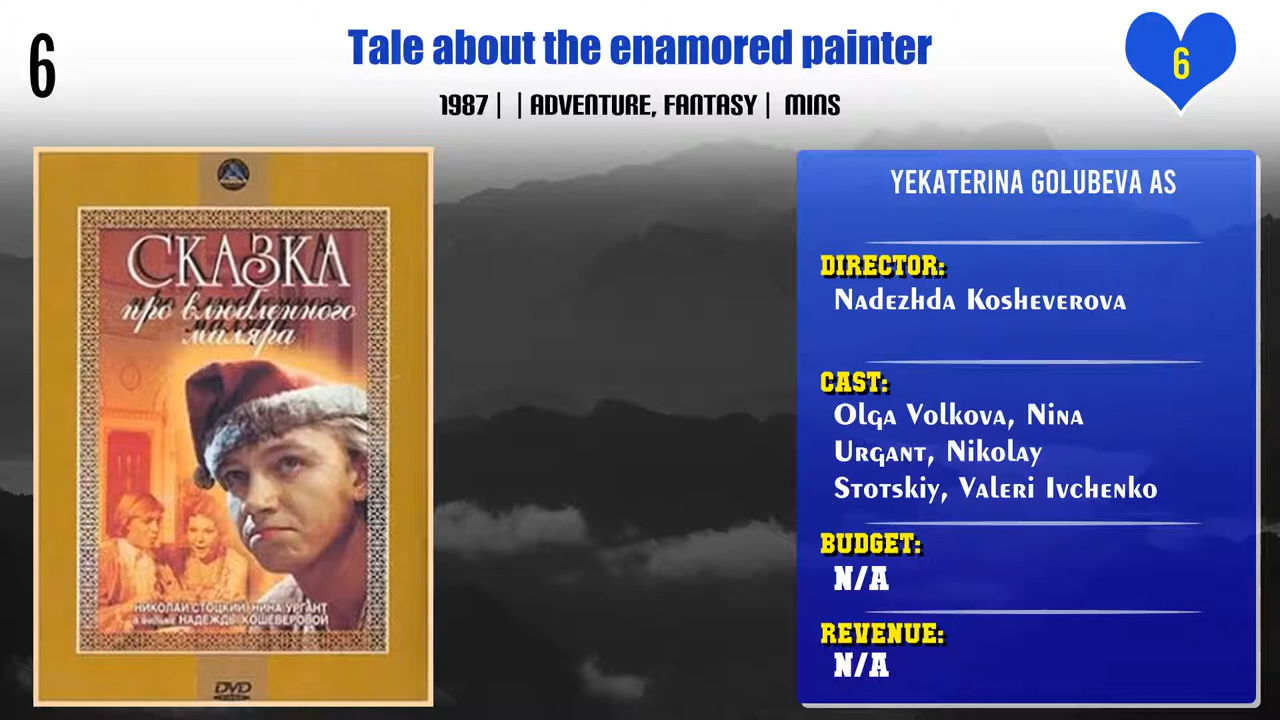 6
Tale about the enamored painter
6
1987 | | ADVENTURE, FANTASY | MINS
СКАЗКА
про влюбленного
маляра
НИКОЛАЙ СТОЦКИЙ, НИНА УРГАНТ
в фильме НАДЕЖДЫ КОШЕВЕРОВОЙ
DVD
YEKATERINA GOLUBEVA AS
DIRECTOR:
Nadezhda Kosheverova
CAST:
Olga Volkova, Nina
Urgant, Nikolay
Stotskiy, Valeri Ivchenko
BUDGET:
N/A
REVENUE:
N/A